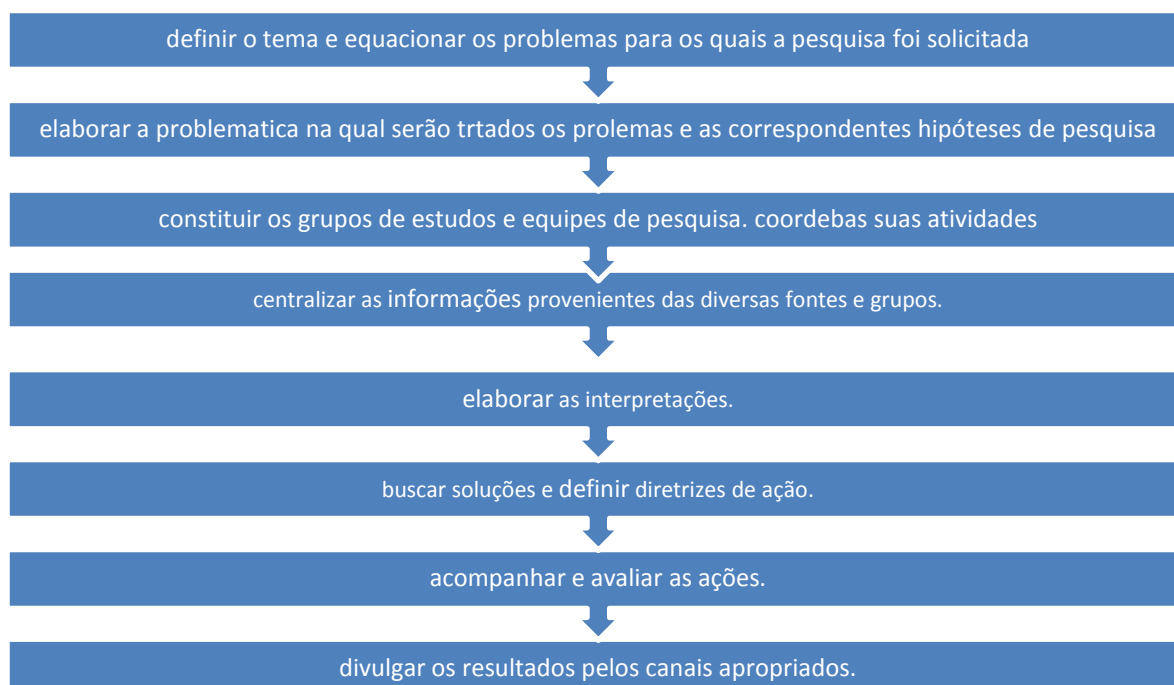 definir o tema e equacionar os problemas para os quais a pesquisa foi solicitada
elaborar a problematica na qual serão trtados os prolemas e as correspondentes hipóteses de pesquisa
constituir os grupos de estudos e equipes de pesquisa. coordebas suas atividades
centralizar as informações provenientes das diversas fontes e grupos.
elaborar as interpretações.
buscar soluções e definir diretrizes de ação.
acompanhar e avaliar as ações.
divulgar os resultados pelos canais apropriados.